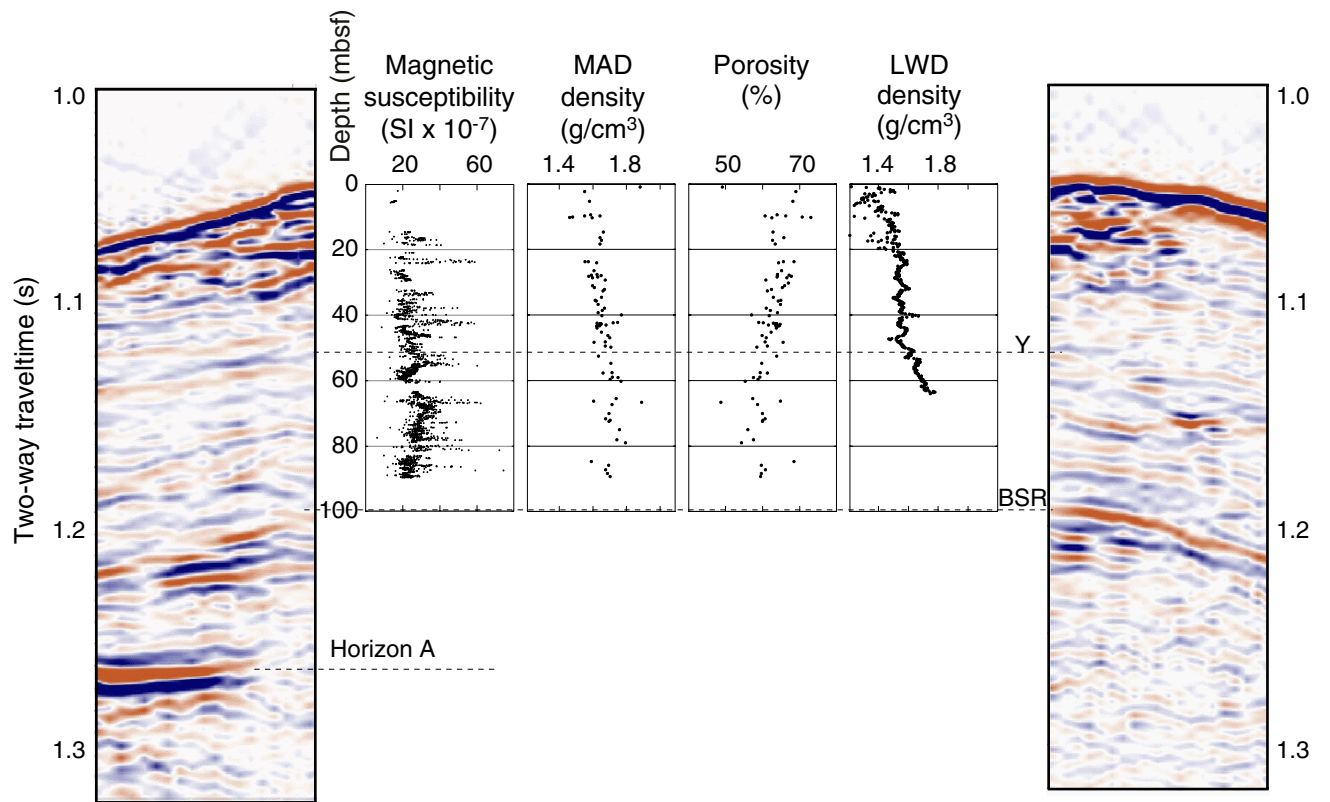 Two-way traveltime (s)
1.0
1.1
1.2
1.3
Depth (mbsf)
0
20
40
60
80
100
Magnetic
susceptibility
(SI x 10-7)
20 60
MAD
density
(g/cm3)
1.4 1.8
Porosity
(%)
50 70
LWD
density
(g/cm3)
1.4 1.8
Y
BSR
Horizon A
1.0
1.1
1.2
1.3